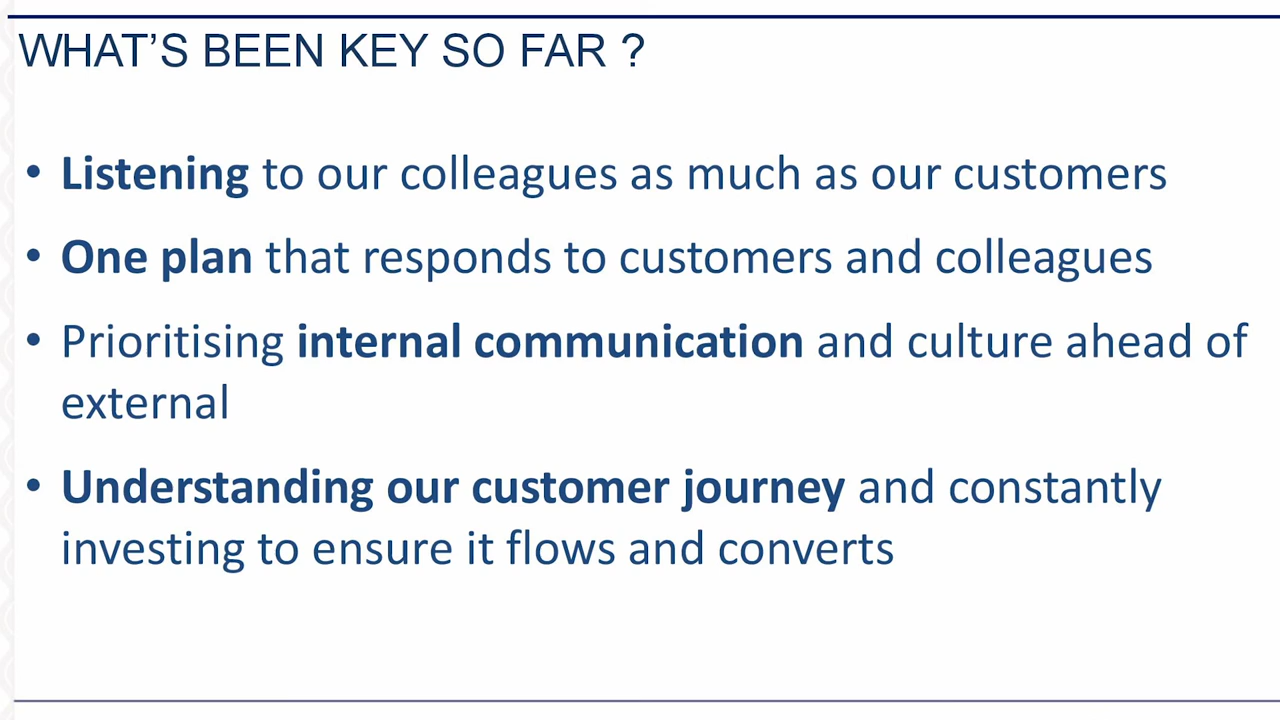 WHAT'S BEEN KEY SO FAR ?
• Listening to our colleagues as much as our customers
• One plan that responds to customers and colleagues
• Prioritising internal communication and culture ahead of
external
• Understanding our customer journey and constantly
investing to ensure it flows and converts